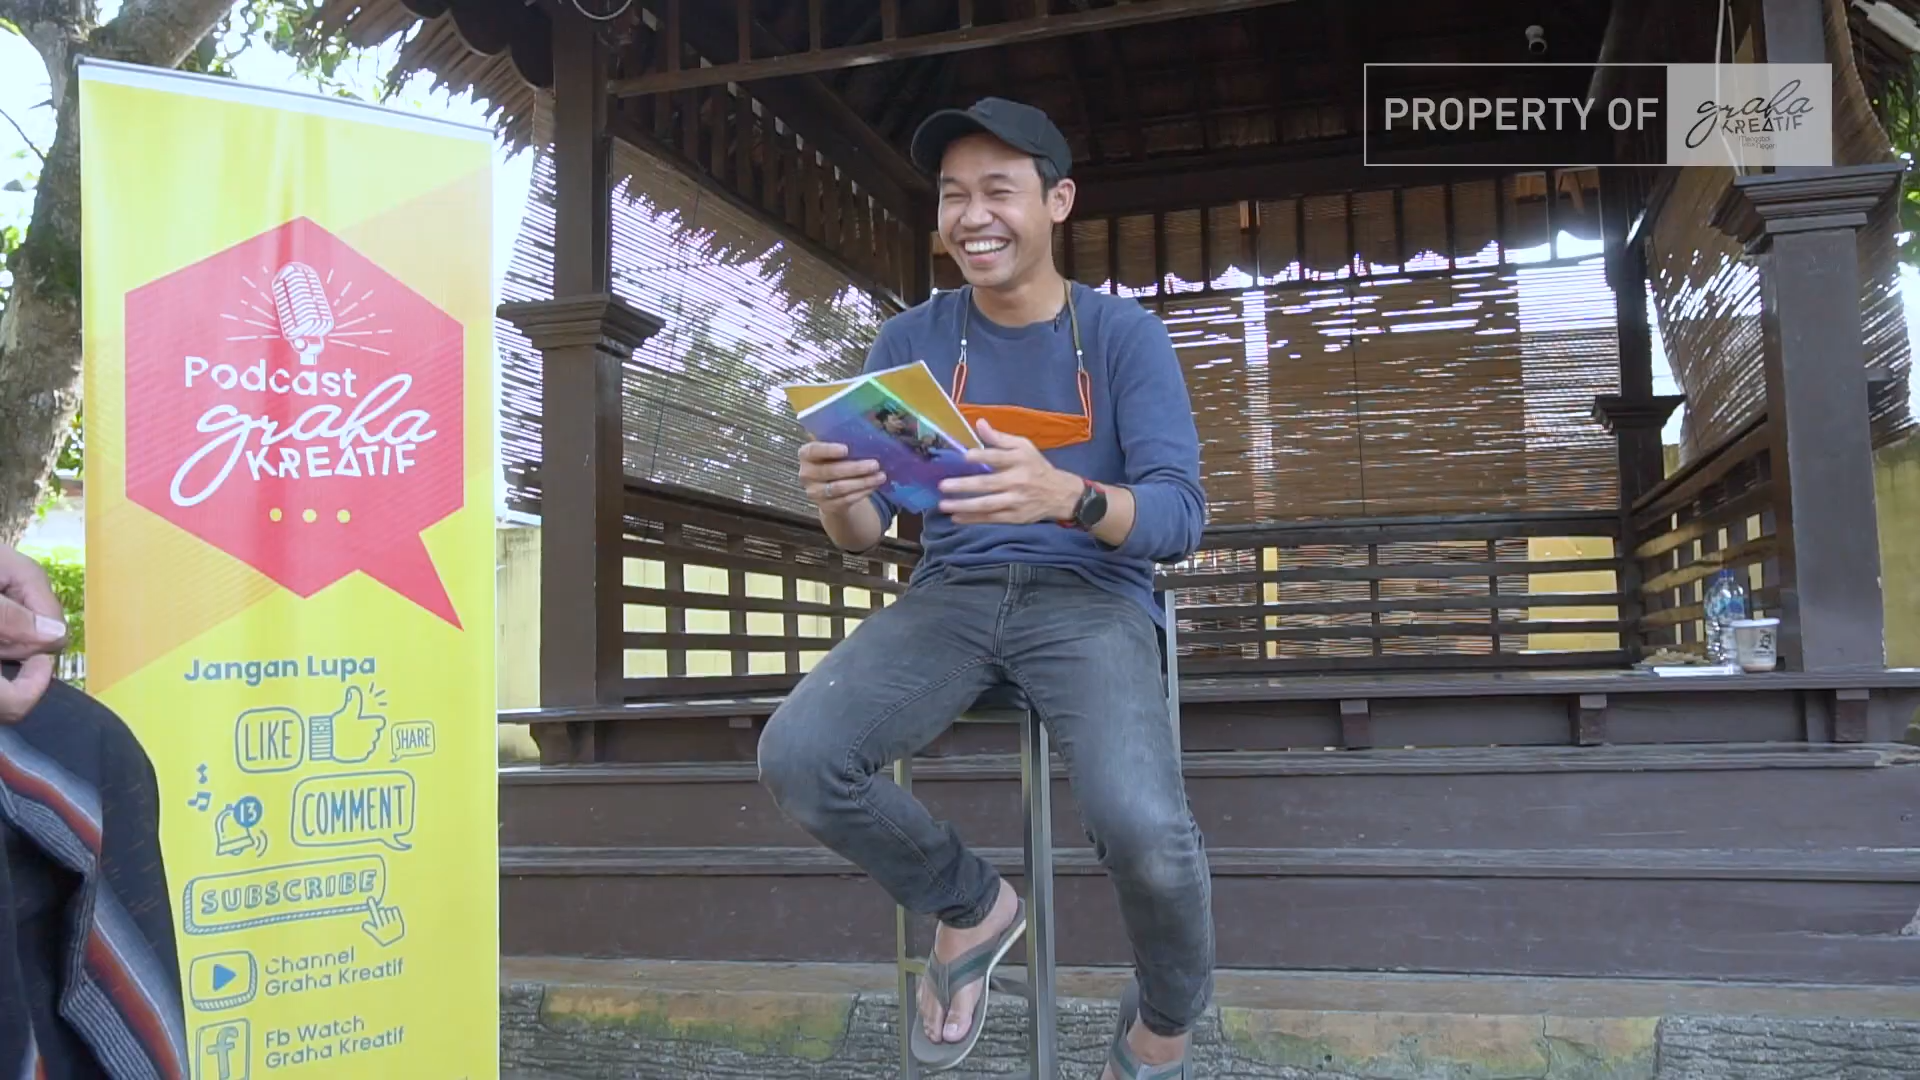 PROPERTY OF
graha
KREATIF
Podcast
graha
KREATIF
Jangan Lupa
LIKE
SHARE
13
COMMENT
SUBSCRIBE
Channel
Graha Kreatif
Fb Watch
Graha Kreatif